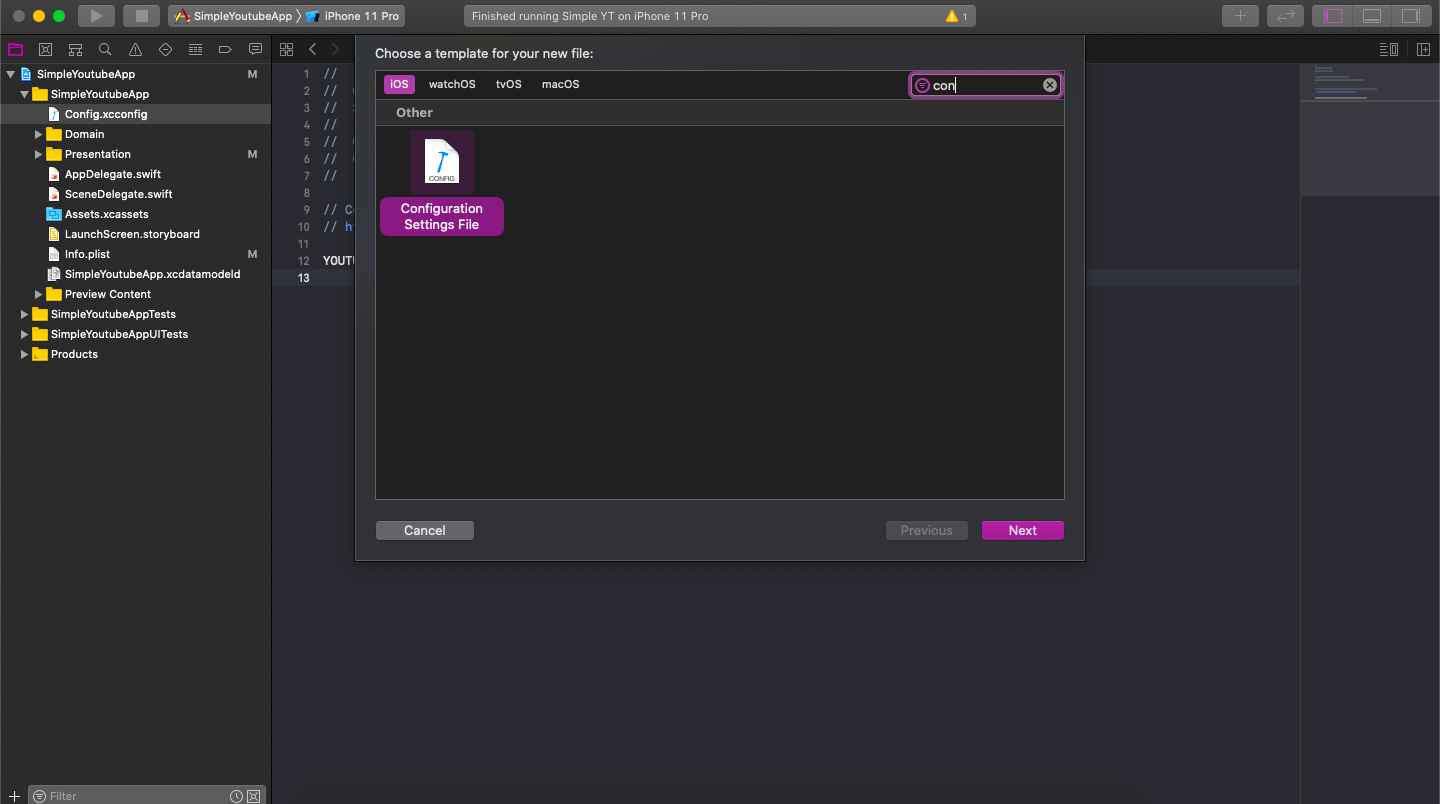 SimpleYoutubeApp
iPhone 11 Pro
Finished running Simple YT on iPhone 11 Pro
1
SimpleYoutubeApp M
SimpleYoutubeApp
Config.xcconfig
Domain
Presentation M
AppDelegate.swift
SceneDelegate.swift
Assets.xcassets
LaunchScreen.storyboard
Info.plist M
SimpleYoutubeApp.xcdatamodeld
Preview Content
SimpleYoutubeAppTests
SimpleYoutubeAppUITests
Products
Filter
1 //
2 //
3 //
4 //
5 //
6 //
7 //
8
9 //
10 //
11
12
13
Choose a template for your new file:
iOS watchOS tvOS macOS
con
Other
CONFIG
Configuration
Settings File
Cancel
Previous
Next